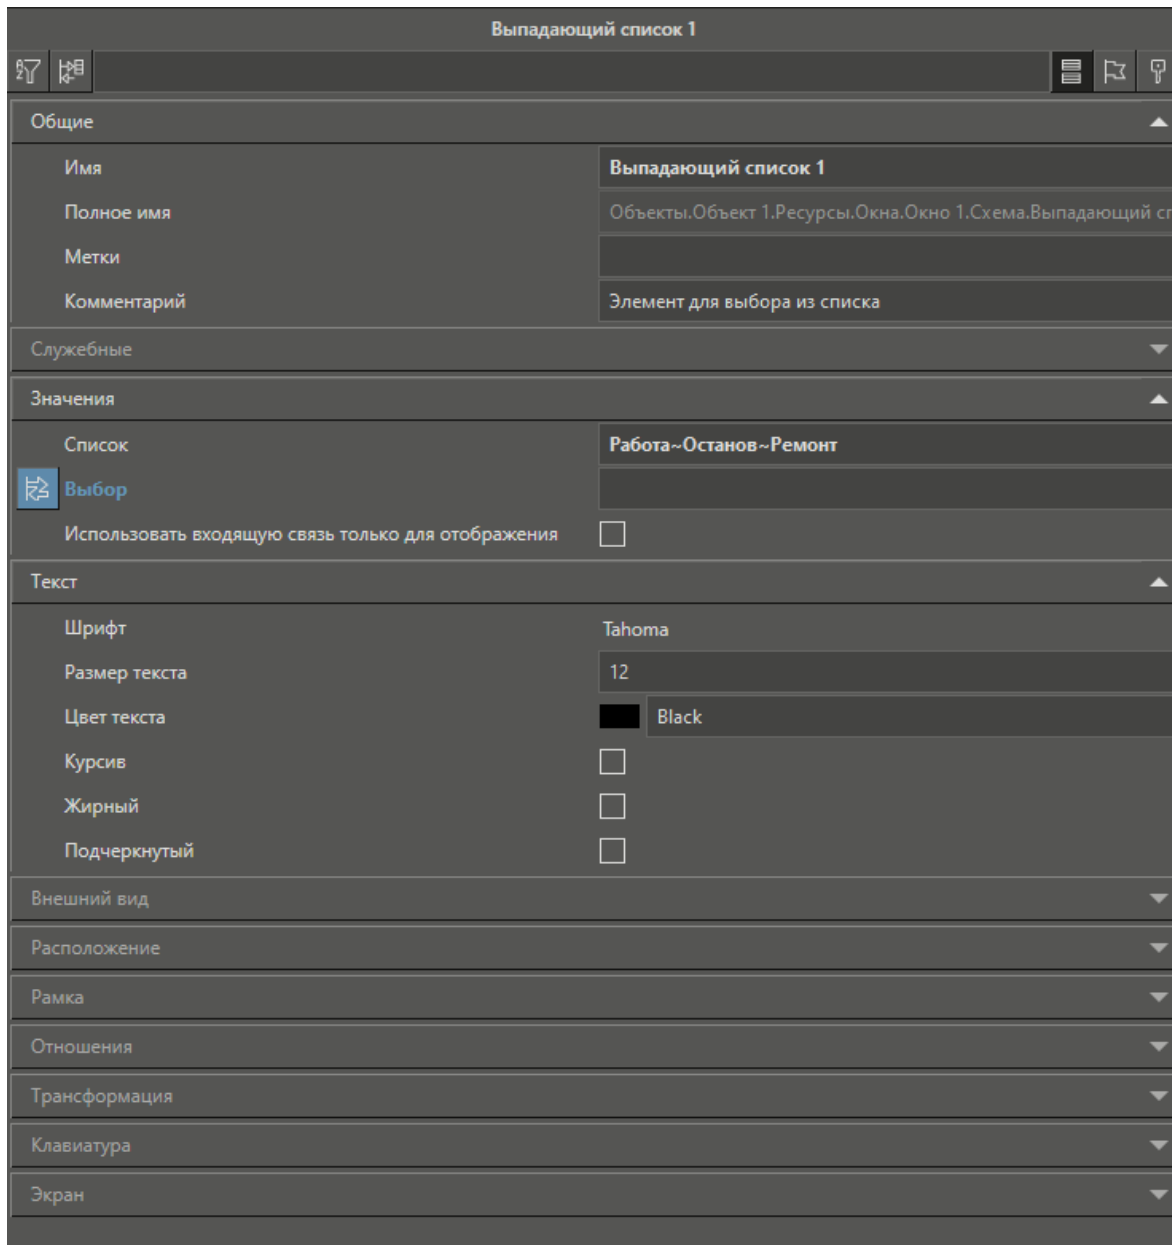 Выпадающий список 1
Общие
Имя Выпадающий список 1
Полное имя Объекты.Объект 1.Ресурсы.Окна.Окно 1.Схема.Выпадающий
Метки
Комментарий Элемент для выбора из списка
Служебные
Значения
Список Работа~Останов~Ремонт
Выбор
Использовать входящую связь только для отображения
Текст
Шрифт Tahoma
Размер текста 12
Цвет текста Black
Курсив
Жирный
Подчеркнутый
Внешний вид
Расположение
Рамка
Отношения
Трансформация
Клавиатура
Экран